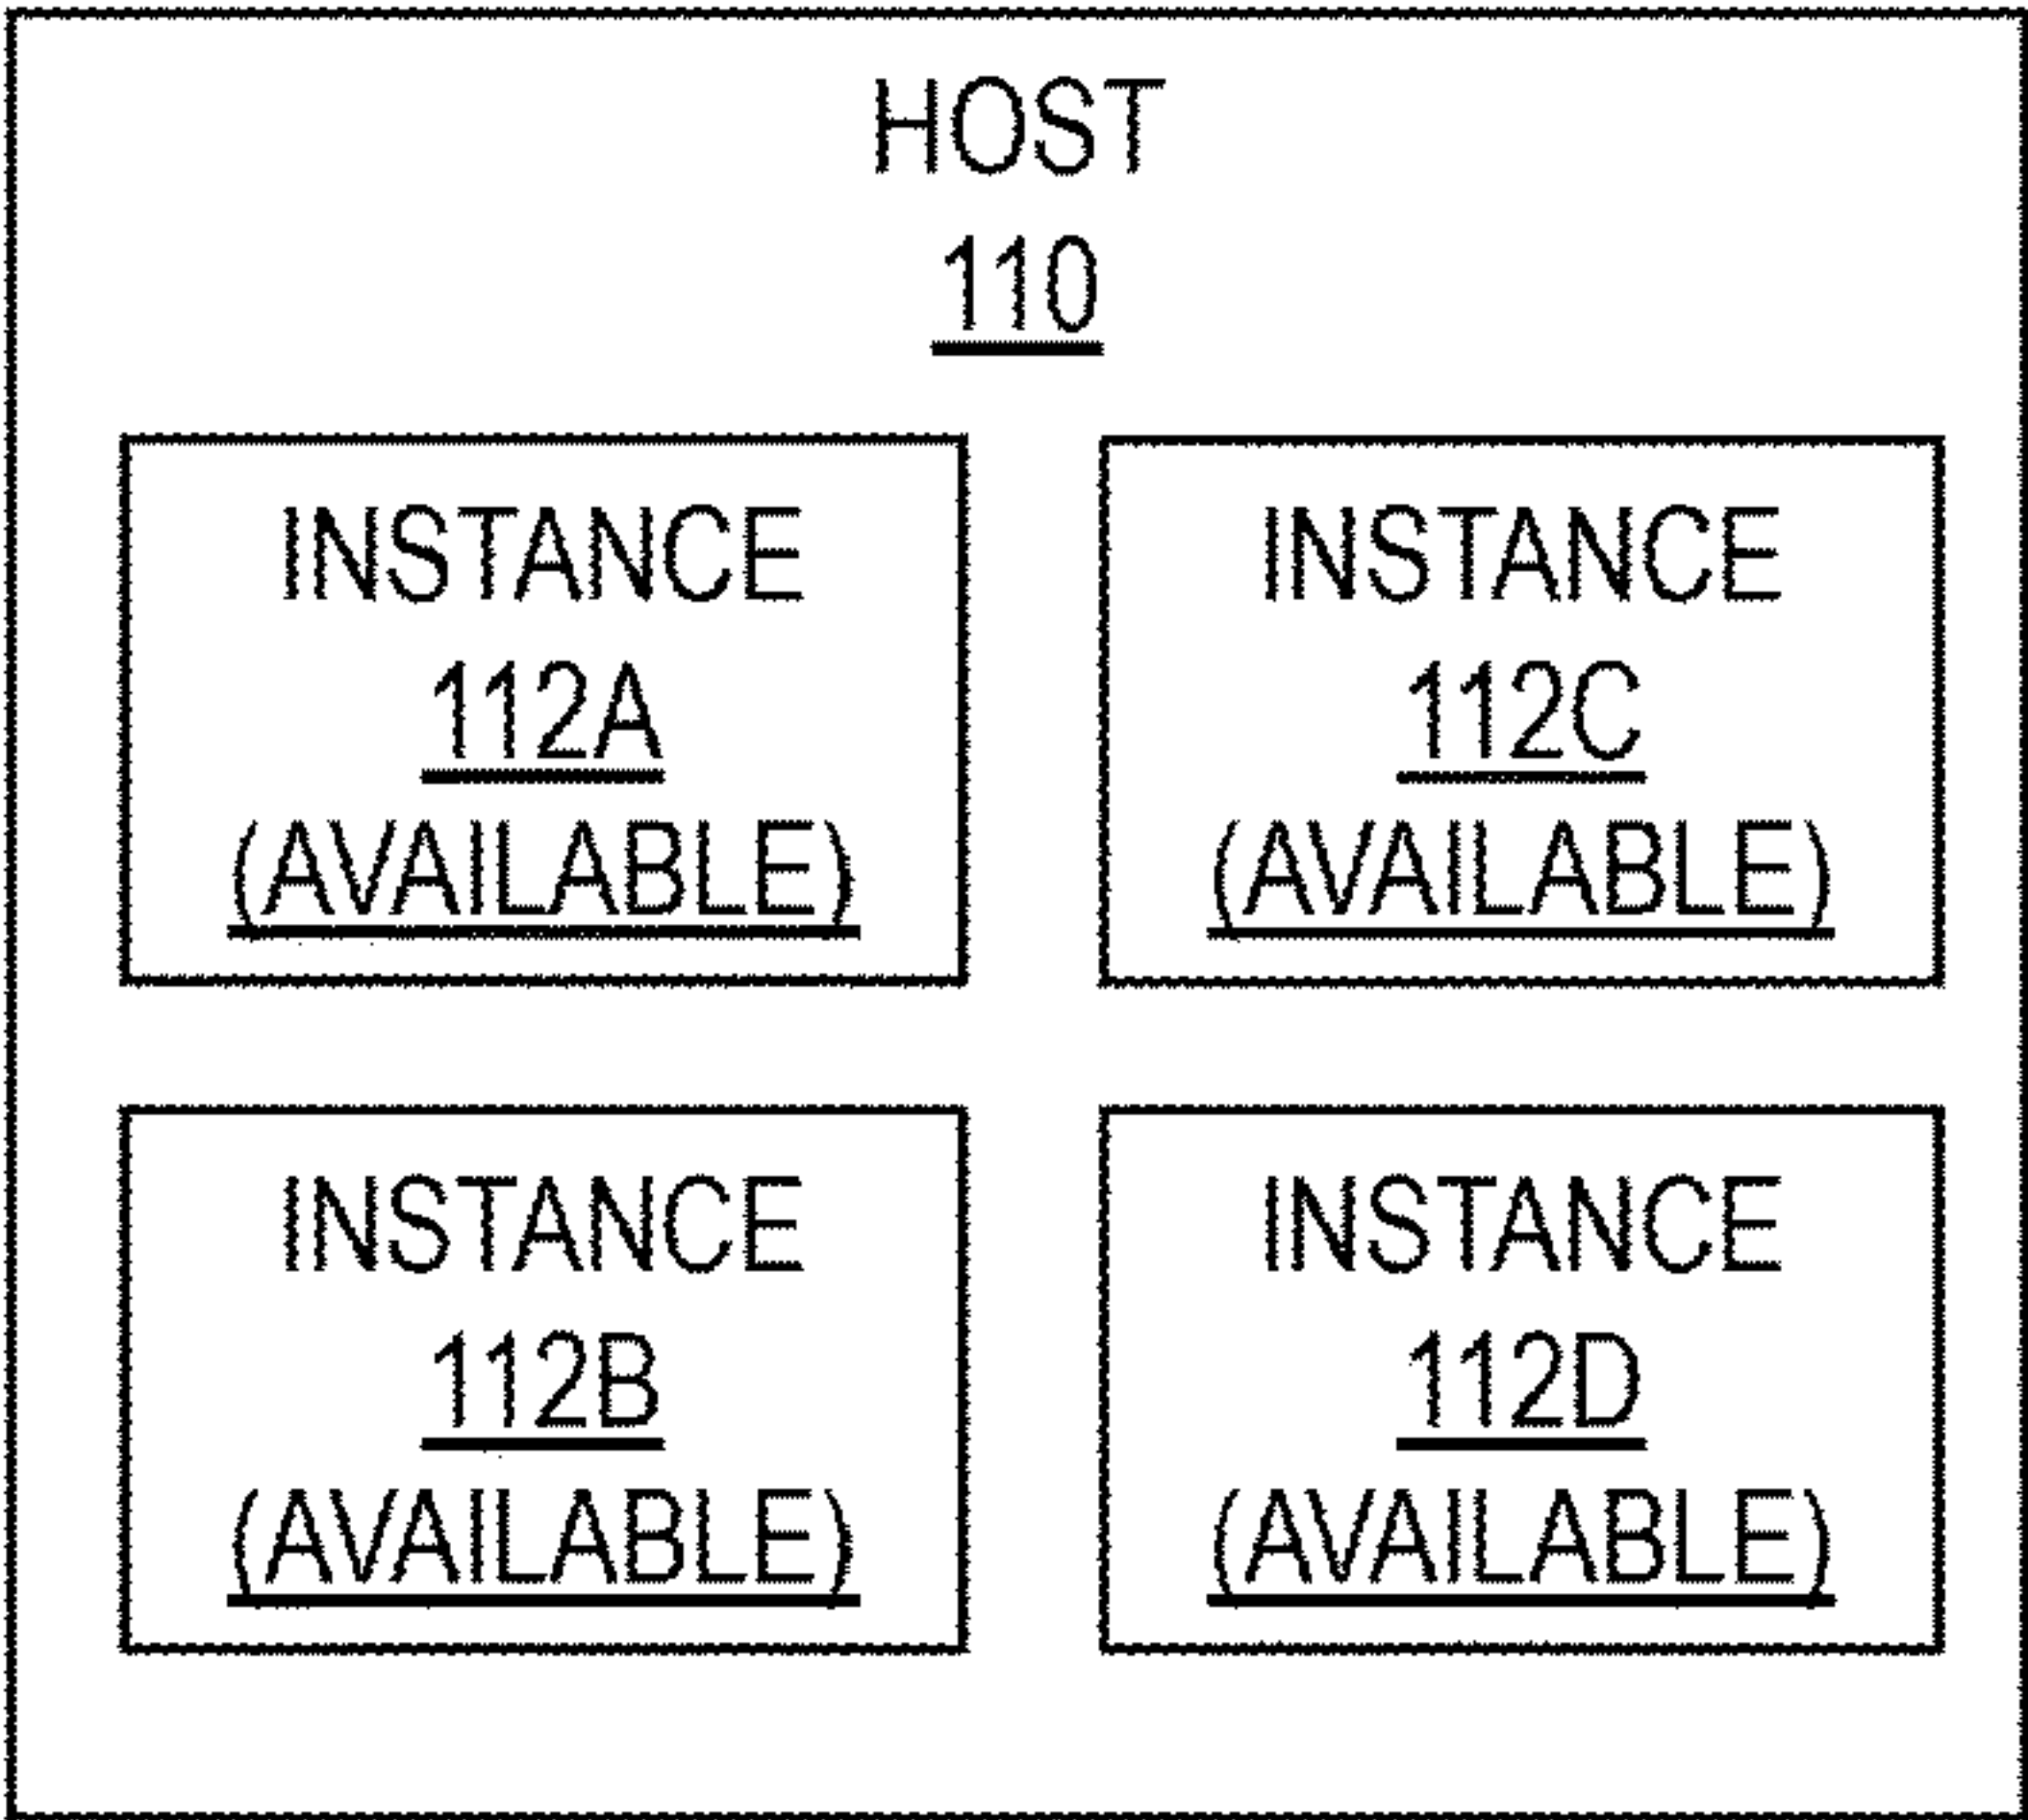 HOST
110
INSTANCE
112A
(AVAILABLE)
INSTANCE
112C
(AVAILABLE)
INSTANCE
112B
(AVAILABLE)
INSTANCE
112D
(AVAILABLE)